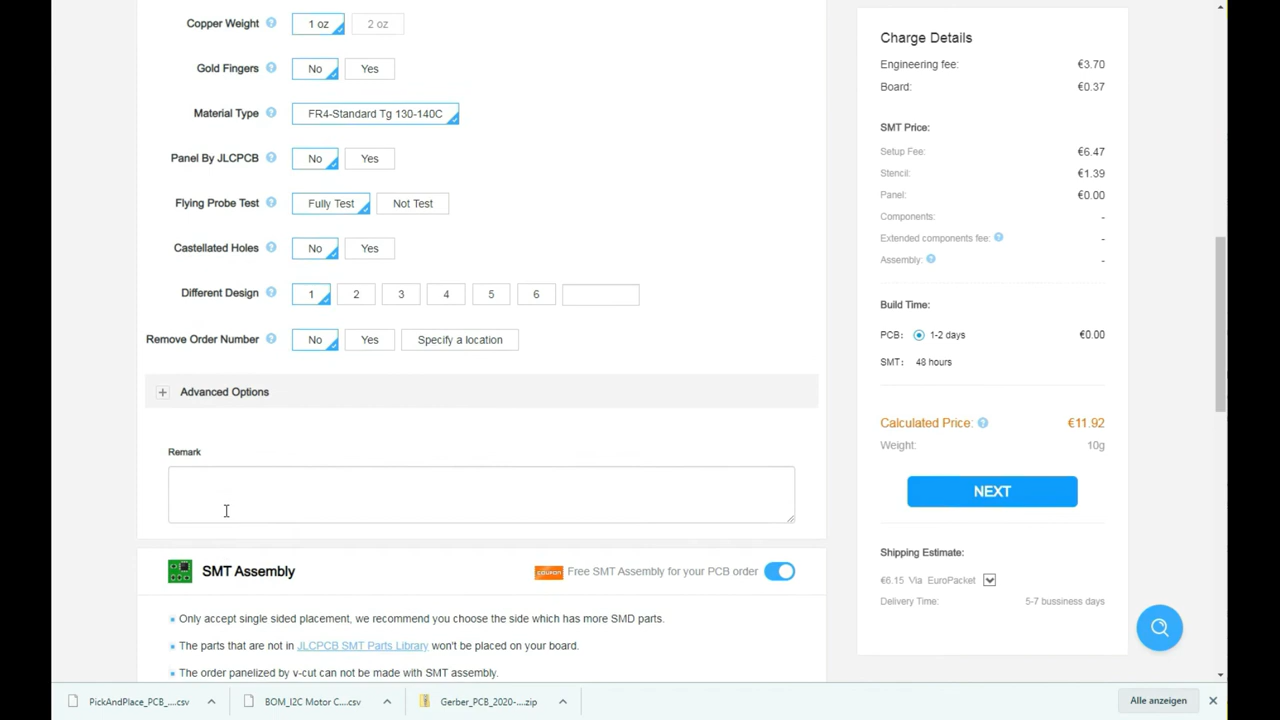 Copper Weight ? 1 oz 2 oz
Gold Fingers ? No Yes
Material Type ? FR4-Standard Tg 130-140C
Panel By JLCPCB ? No Yes
Flying Probe Test ? Fully Test Not Test
Castellated Holes ? No Yes
Different Design ? 1 2 3 4 5 6
Remove Order Number ? No Yes Specify a location
+ Advanced Options
Remark
SMT Assembly
COUPON Free SMT Assembly for your PCB order
Only accept single sided placement, we recommend you choose the side which has more SMD parts.
The parts that are not in JLCPCB SMT Parts Library won't be placed on your board.
The order panelized by v-cut can not be made with SMT assembly.
Charge Details
Engineering fee: €3.70
Board: €0.37
SMT Price:
Setup Fee: €6.47
Stencil: €1.39
Panel: €0.00
Components: -
Extended components fee: ? -
Assembly: ? -
Build Time:
PCB: 1-2 days €0.00
SMT: 48 hours
Calculated Price: ? €11.92
Weight: 10g
NEXT
Shipping Estimate:
€6.15 Via EuroPacket
Delivery Time: 5-7 bussiness days
PickAndPlace_PCB_....csv
BOM_I2C Motor C....csv
Gerber_PCB_2020-....zip
Alle anzeigen